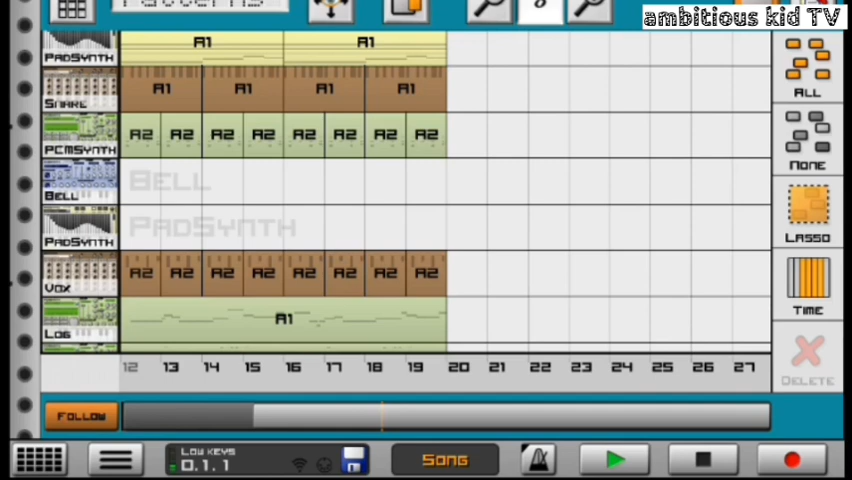 Patterns
8
ambitious kid TV
PADSYNTH A1 A1
ALL
SNARE A1 A1 A1 A1
PCMSYNTH A2 A2 A2 A2 A2 A2 A2 A2
NONE
BELL BELL
PADSYNTH PADSYNTH
LASSO
VOX A2 A2 A2 A2 A2 A2 A2 A2
TIME
LOG A1
12 13 14 15 16 17 18 19 20 21 22 23 24 25 26 27
DELETE
FOLLOW
LOW KEYS
0.1.1
SONG